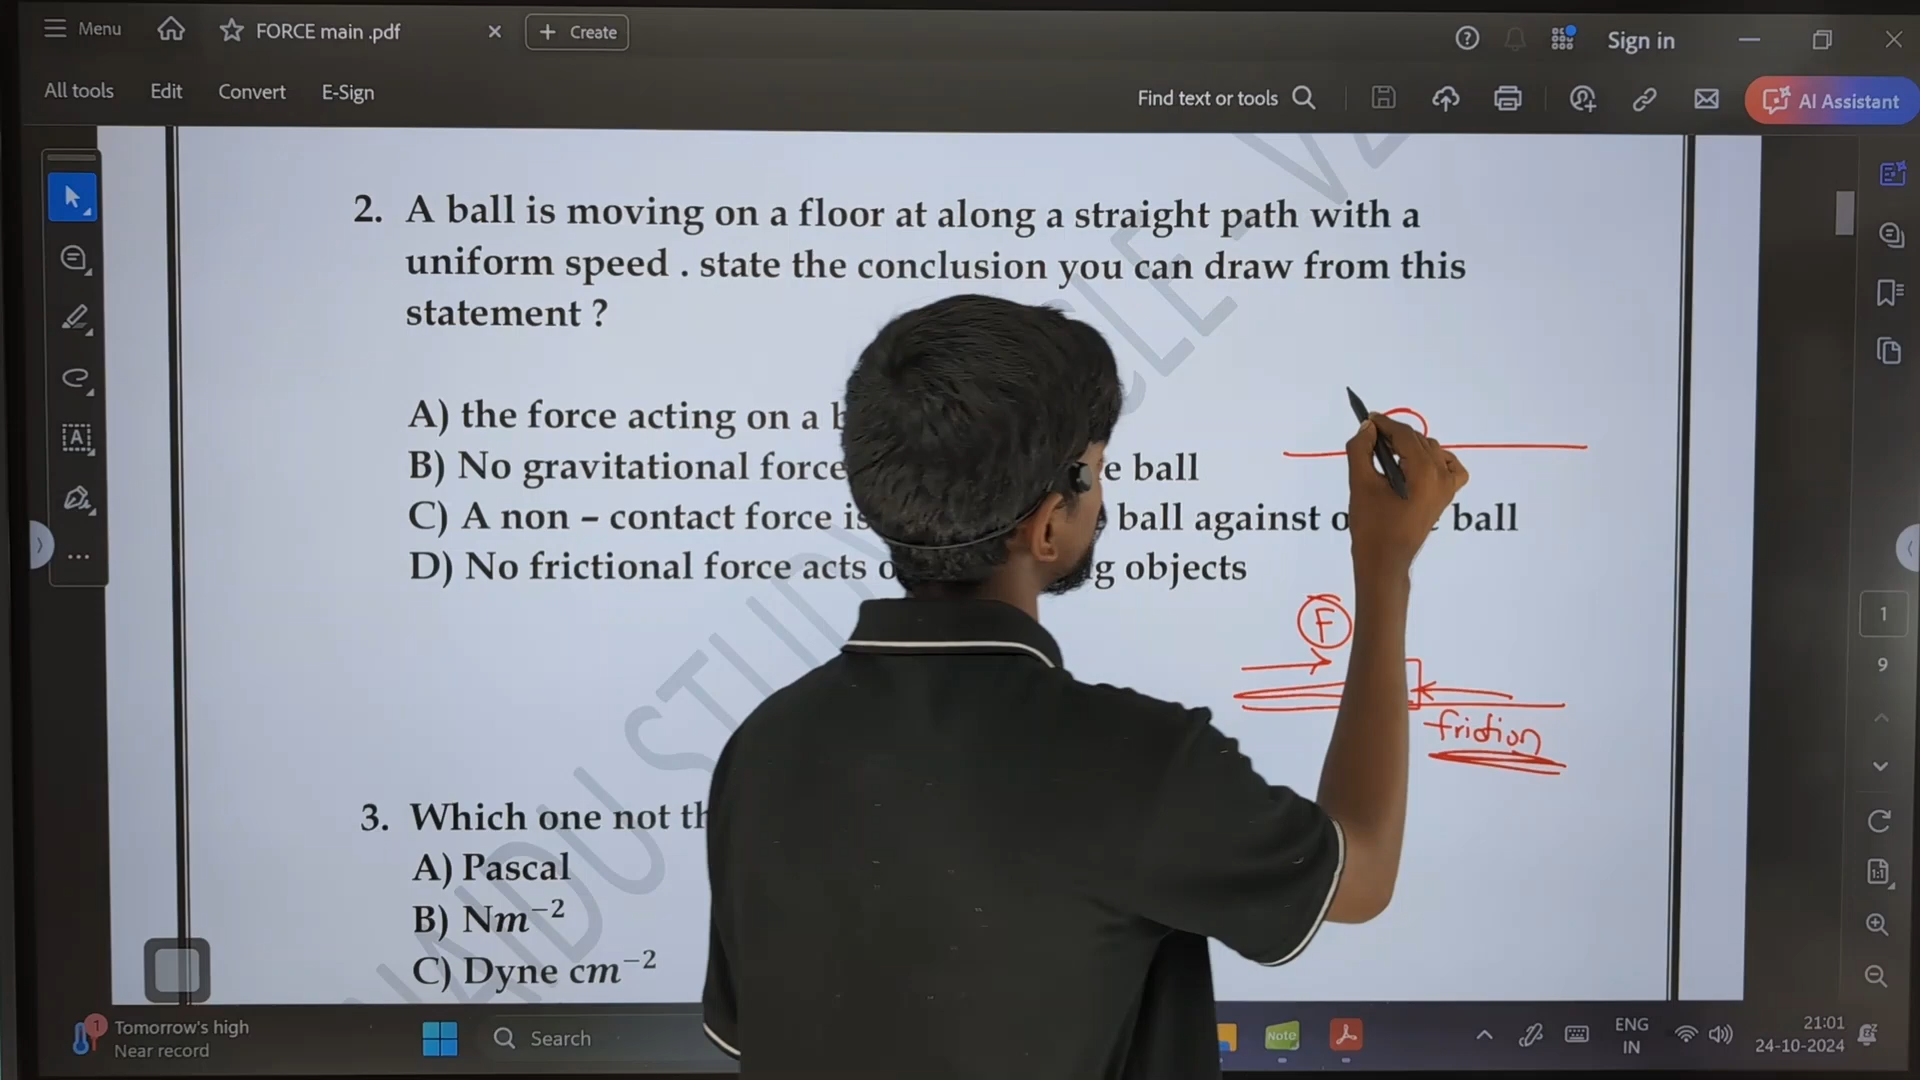 Menu
FORCE main .pdf
Create
Sign in
All tools
Edit
Convert
E-Sign
Find text or tools
AI Assistant
2. A ball is moving on a floor at along a straight path with a
uniform speed . state the conclusion you can draw from this
statement ?
A) the force acting on a
B) No gravitational force ball
C) A non – contact force ball against ball
D) No frictional force acts objects
F
friction
3. Which one not
A) Pascal
B) Nm⁻²
C) Dyne cm⁻²
1
9
1:1
1
Tomorrow's high
Near record
Search
Note
ENG
IN
21:01
24-10-2024